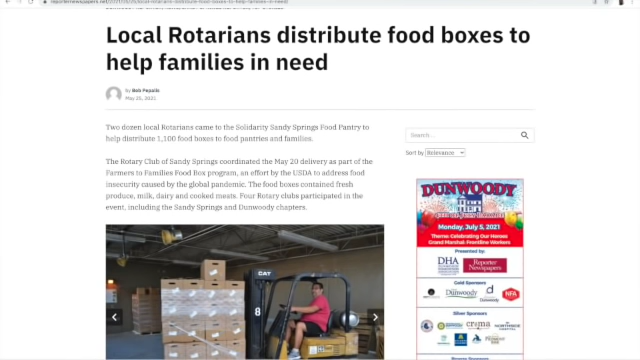 Local Rotarians distribute food boxes to
help families in need
by Bob Pepalis
May 25, 2021
Two dozen local Rotarians came to the Solidarity Sandy Springs Food Pantry to
help distribute 1,100 food boxes to food pantries and families.
Search...
Sort by Relevance
The Rotary Club of Sandy Springs coordinated the May 20 delivery as part of the
Farmers to Families Food Box program, an effort by the USDA to address food
insecurity caused by the global pandemic. The food boxes contained fresh
produce, milk, dairy and cooked meats. Four Rotary clubs participated in the
event, including the Sandy Springs and Dunwoody chapters.
DUNWOODY
Monday, July 5, 2021
Theme: Celebrating Our Heroes
Grand Marshal: Frontline Workers
Presented by:
DHA
Reporter
Newspapers
Gold Sponsors
Dunwoody
NFA
Silver Sponsors
CAT
8